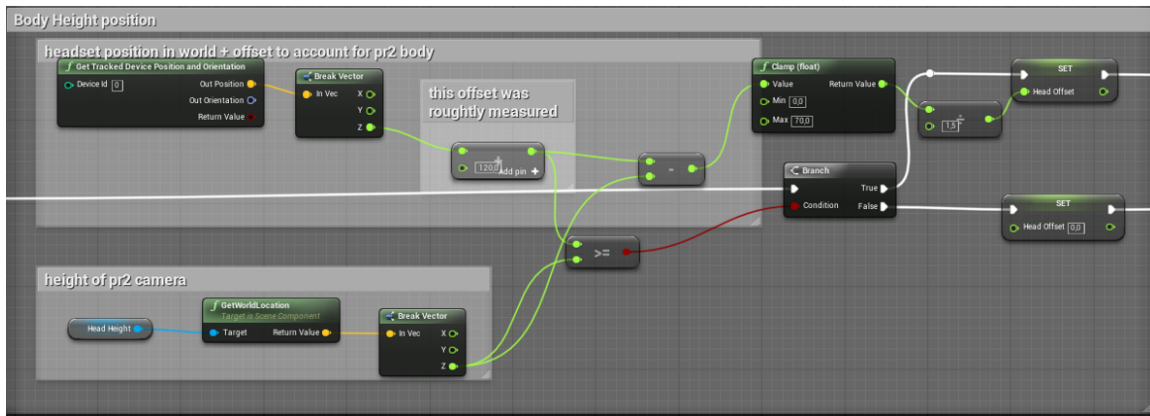 Body Height position
headset position in world + offset to account for pr2 body
Get Tracked Device Position and Orientation
Device Id 0
Out Position
Out Orientation
Return Value
Break Vector
In Vec
X
Y
Z
this offset was
roughtly measured
120,0
Add pin +
-
Clamp (float)
Value
Return Value
Min 0,0
Max 70,0
1,5
÷
SET
Head Offset
Branch
True
Condition
False
SET
Head Offset 0,0
>=
height of pr2 camera
Head Height
GetWorldLocation
Target is Scene Component
Target
Return Value
Break Vector
In Vec
X
Y
Z